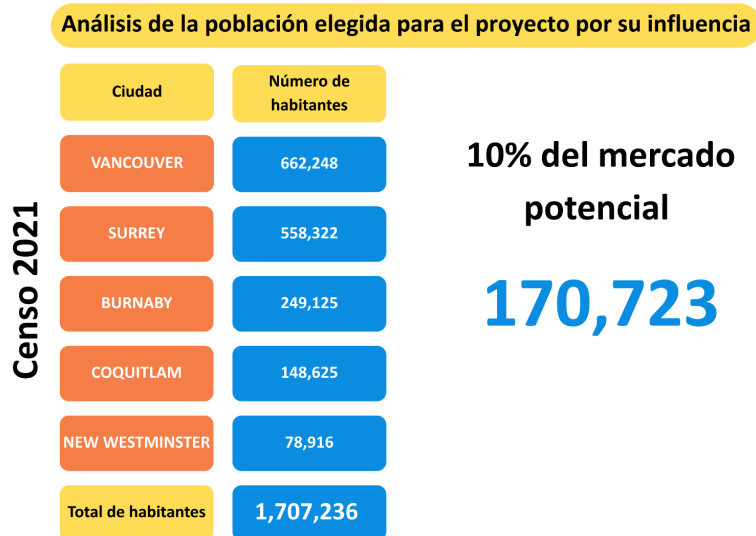 Análisis de la población elegida para el proyecto por su influencia
Ciudad
Número de
habitantes
VANCOUVER
662,248
SURREY
558,322
BURNABY
249,125
COQUITLAM
148,625
NEW WESTMINSTER
78,916
Total de habitantes
1,707,236
Censo 2021
10% del mercado
potencial
170,723